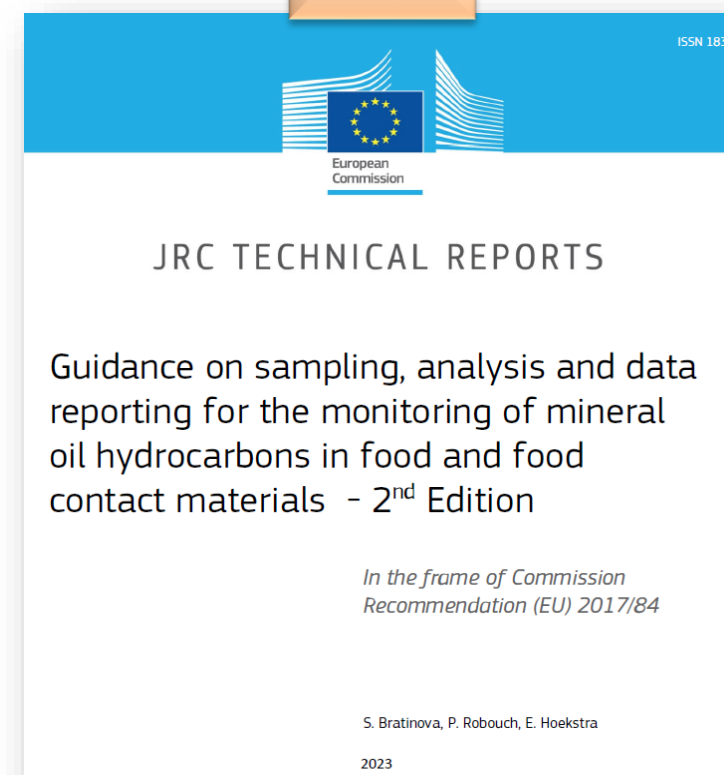 ISSN 183
European
Commission
JRC TECHNICAL REPORTS
Guidance on sampling, analysis and data
reporting for the monitoring of mineral
oil hydrocarbons in food and food
contact materials - 2nd Edition
In the frame of Commission
Recommendation (EU) 2017/84
S. Bratinova, P. Robouch, E. Hoekstra
2023